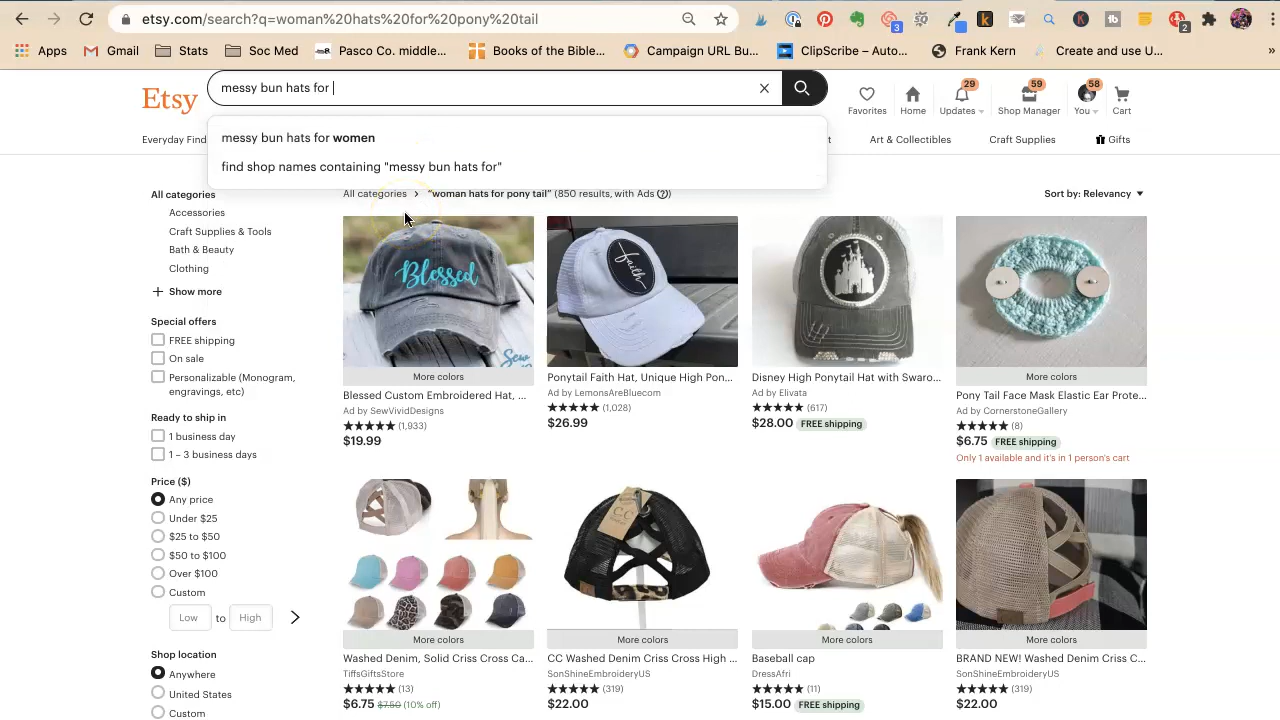 etsy.com/search?q=woman%20hats%20for%20pony%20tail
3
2
Apps
Gmail
Stats
Soc Med
Pasco Co. middle...
Books of the Bible...
Campaign URL Bu...
ClipScribe – Auto...
Frank Kern
Create and use U...
»
Etsy
messy bun hats for
Favorites
Home
29
Updates
59
Shop Manager
58
You
Cart
messy bun hats for women
find shop names containing "messy bun hats for"
Everyday Find
t
Art & Collectibles
Craft Supplies
Gifts
All categories
Accessories
Craft Supplies & Tools
Bath & Beauty
Clothing
+ Show more
Special offers
FREE shipping
On sale
Personalizable (Monogram,
engravings, etc)
Ready to ship in
1 business day
1 – 3 business days
Price ($)
Any price
Under $25
$25 to $50
$50 to $100
Over $100
Custom
Low to High
Shop location
Anywhere
United States
Custom
All categories > “woman hats for pony tail” (850 results, with Ads ?)
Sort by: Relevancy
Blessed
Sew
More colors
Blessed Custom Embroidered Hat, ...
Ad by SewVividDesigns
(1,933)
$19.99
faith
Ponytail Faith Hat, Unique High Pon...
Ad by LemonsAreBluecom
(1,028)
$26.99
Disney High Ponytail Hat with Swaro...
Ad by Elivata
(617)
$28.00 FREE shipping
More colors
Pony Tail Face Mask Elastic Ear Prote...
Ad by CornerstoneGallery
(8)
$6.75 FREE shipping
Only 1 available and it's in 1 person's cart
More colors
Washed Denim, Solid Criss Cross Ca...
TiffsGiftsStore
(13)
$6.75 $7.50 (10% off)
CC
More colors
CC Washed Denim Criss Cross High ...
SonShineEmbroideryUS
(319)
$22.00
More colors
Baseball cap
DressAfri
(11)
$15.00 FREE shipping
More colors
BRAND NEW! Washed Denim Criss C...
SonShineEmbroideryUS
(319)
$22.00